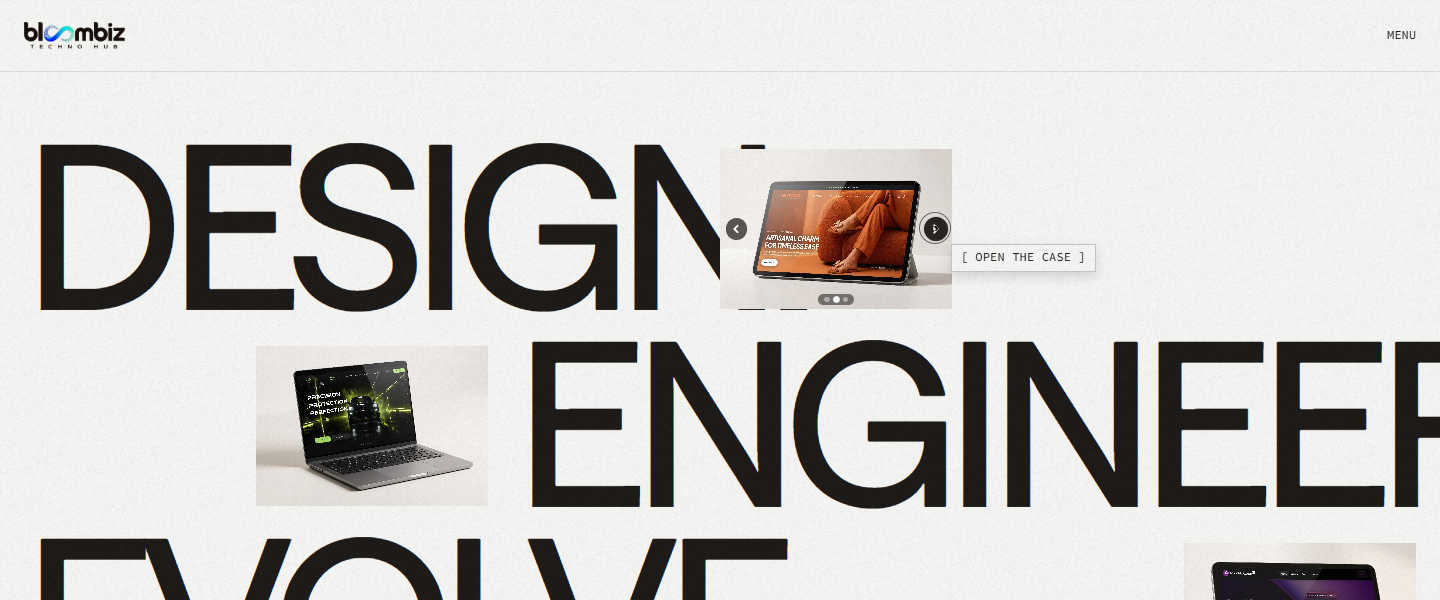 bloombiz
TECHNO HUB
MENU
DESIGN.
ARTISANAL CHARM
FOR TIMELESS EASE
[ OPEN THE CASE ]
PRECISION
PROTECTION
PERFECTION
ENGINEER
EVOLVE